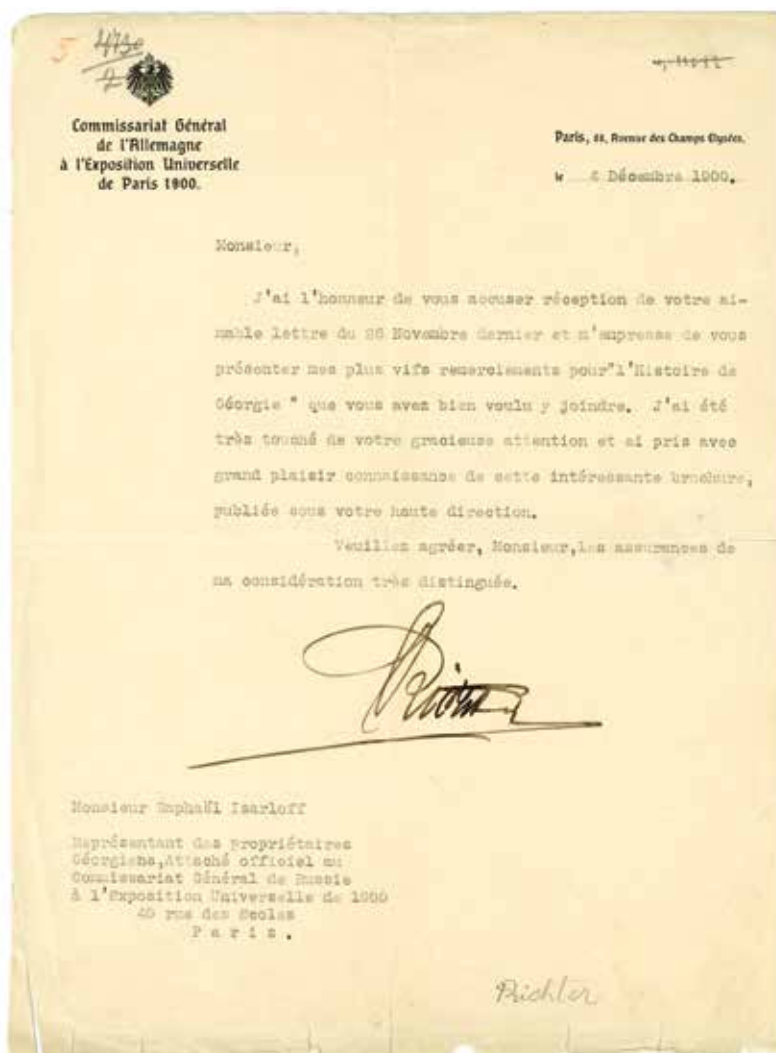 5 4730
2
Commissariat Général
de l'Allemagne
à l'Exposition Universelle
de Paris 1900.
Paris, 88, Avenue des Champs Elysées.
le Décembre 1900.
Monsieur,
J'ai l'honneur de vous accuser réception de votre ai-
mable lettre du 26 Novembre dernier et m'empresse de vous
présenter mes plus vifs remerciements pour"l'Histoire de
Géorgie " que vous avez bien voulu y joindre. J'ai été
très touché de votre gracieuse attention et ai pris avec
grand plaisir connaissance de cette intéressante brochure,
publiée sous votre haute direction.
Veuillez agréer, Monsieur,les assurances de
ma considération très distinguée.
Richter
Monsieur Raphaël Isarloff
Représentant des propriétaires
Géorgiens,Attaché officiel au
Commissariat Général de Russie
à l'Exposition Universelle de 1900
40 rue des Ecoles
Paris.
Richter